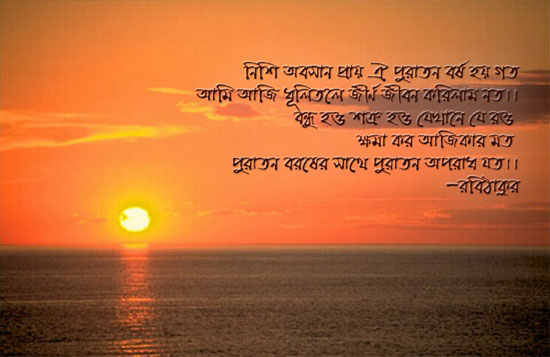 নিশি অবসান প্রায় ঐ পুরাতন বর্ষ হয় গত
আমি আজি ধূলিতলে জীর্ণ জীবন করিলাম নত।।
বন্ধু হও শত্রু হও যেখানে যে রও
ক্ষমা কর আজিকার মত
পুরাতন বরষের সাথে পুরাতন অপরাধ যত।।
-রবিঠাকুর